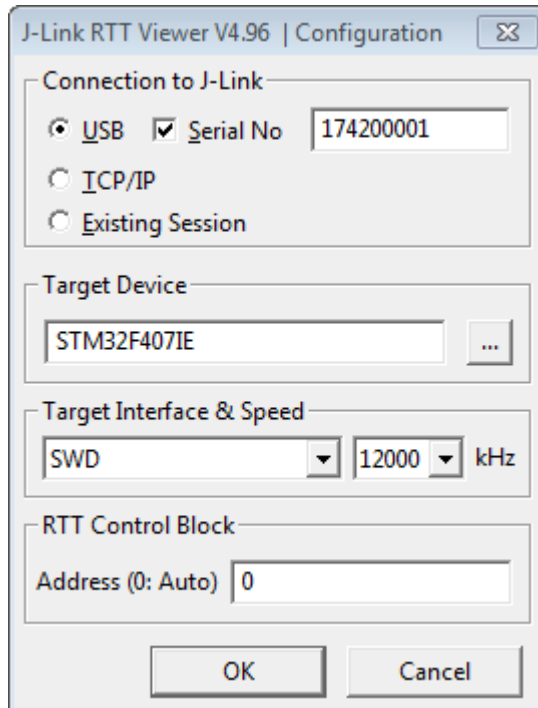 J-Link RTT Viewer V4.96 | Configuration
Connection to J-Link
USB Serial No 174200001
TCP/IP
Existing Session
Target Device
STM32F407IE ...
Target Interface & Speed
SWD 12000 kHz
RTT Control Block
Address (0: Auto) 0
OK Cancel